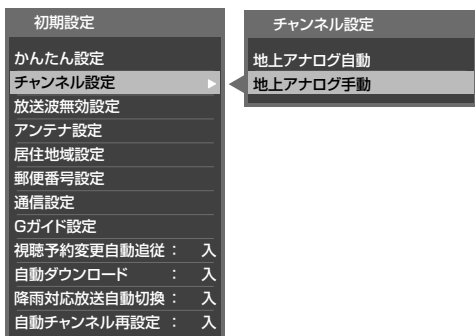 初期設定
かんたん設定
チャンネル設定
放送波無効設定
アンテナ設定
居住地域設定
郵便番号設定
通信設定
Gガイド設定
視聴予約変更自動追従： 入
自動ダウンロード ： 入
降雨対応放送自動切換： 入
自動チャンネル再設定 ： 入
チャンネル設定
地上アナログ自動
地上アナログ手動